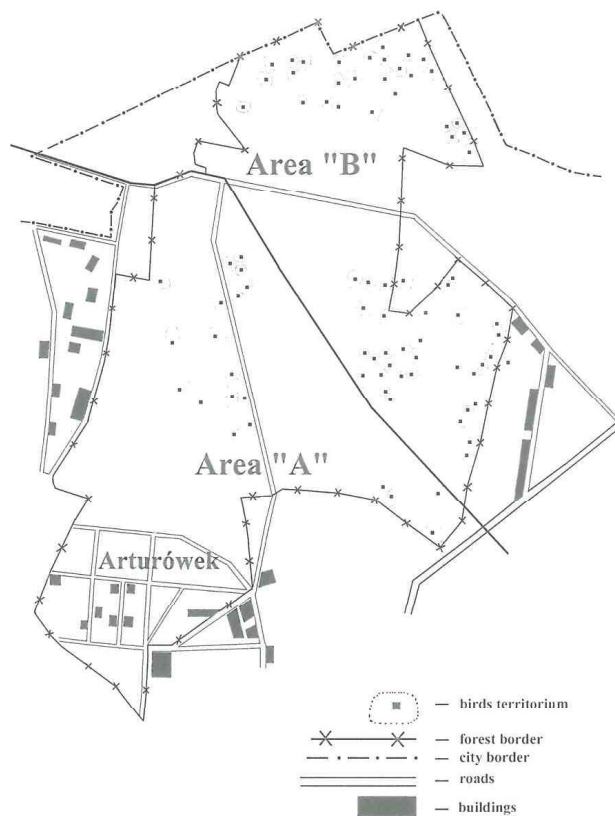 Area "B"
Area "A"
Arturówek
— birds territorium
— forest border
— city border
— roads
— buildings